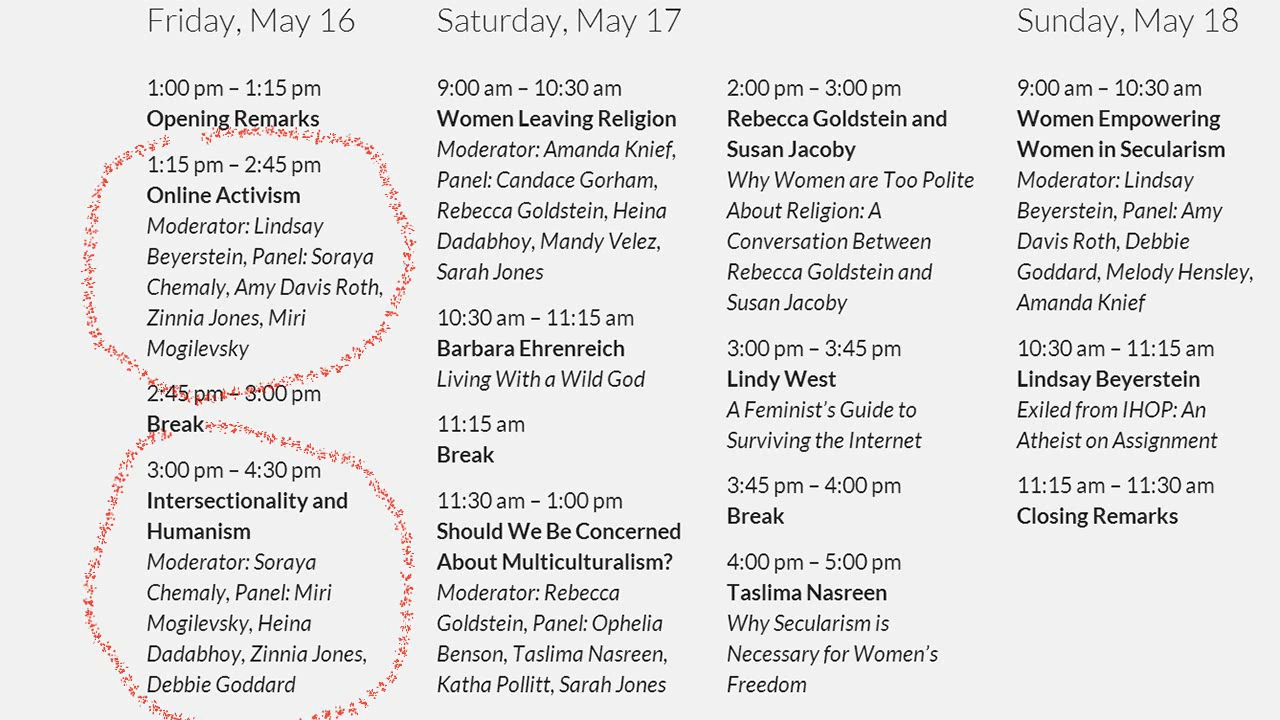 Friday, May 16
1:00 pm – 1:15 pm
Opening Remarks
1:15 pm – 2:45 pm
Online Activism
Moderator: Lindsay
Beyerstein, Panel: Soraya
Chemaly, Amy Davis Roth,
Zinnia Jones, Miri
Mogilevsky
2:45 pm – 3:00 pm
Break
3:00 pm – 4:30 pm
Intersectionality and
Humanism
Moderator: Soraya
Chemaly, Panel: Miri
Mogilevsky, Heina
Dadabhoy, Zinnia Jones,
Debbie Goddard
Saturday, May 17
9:00 am – 10:30 am
Women Leaving Religion
Moderator: Amanda Knief,
Panel: Candace Gorham,
Rebecca Goldstein, Heina
Dadabhoy, Mandy Velez,
Sarah Jones
10:30 am – 11:15 am
Barbara Ehrenreich
Living With a Wild God
11:15 am
Break
11:30 am – 1:00 pm
Should We Be Concerned
About Multiculturalism?
Moderator: Rebecca
Goldstein, Panel: Ophelia
Benson, Taslima Nasreen,
Katha Pollitt, Sarah Jones
2:00 pm – 3:00 pm
Rebecca Goldstein and
Susan Jacoby
Why Women are Too Polite
About Religion: A
Conversation Between
Rebecca Goldstein and
Susan Jacoby
3:00 pm – 3:45 pm
Lindy West
A Feminist’s Guide to
Surviving the Internet
3:45 pm – 4:00 pm
Break
4:00 pm – 5:00 pm
Taslima Nasreen
Why Secularism is
Necessary for Women’s
Freedom
Sunday, May 18
9:00 am – 10:30 am
Women Empowering
Women in Secularism
Moderator: Lindsay
Beyerstein, Panel: Amy
Davis Roth, Debbie
Goddard, Melody Hensley,
Amanda Knief
10:30 am – 11:15 am
Lindsay Beyerstein
Exiled from IHOP: An
Atheist on Assignment
11:15 am – 11:30 am
Closing Remarks